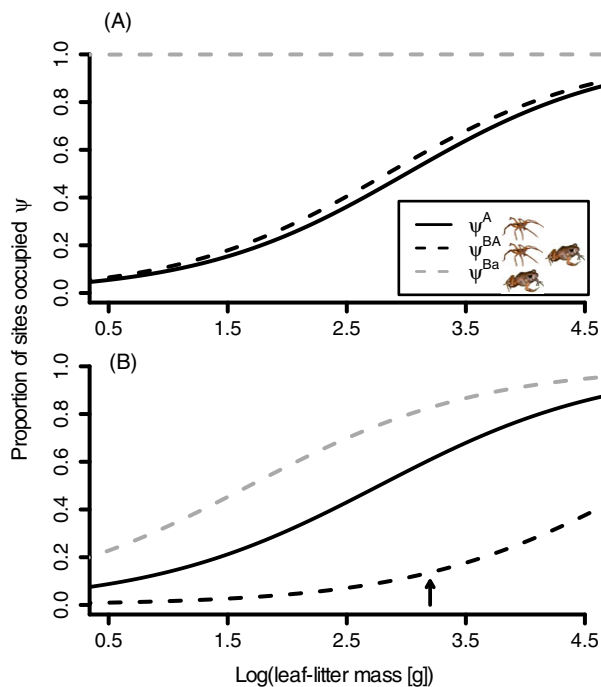 (A)
Proportion of sites occupied ψ
1.0
0.8
0.6
0.4
0.2
0.0
ψ^A
ψ^BA
ψ^Ba
0.5 1.5 2.5 3.5 4.5
(B)
1.0
0.8
0.6
0.4
0.2
0.0
0.5 1.5 2.5 3.5 4.5
Log(leaf-litter mass [g])